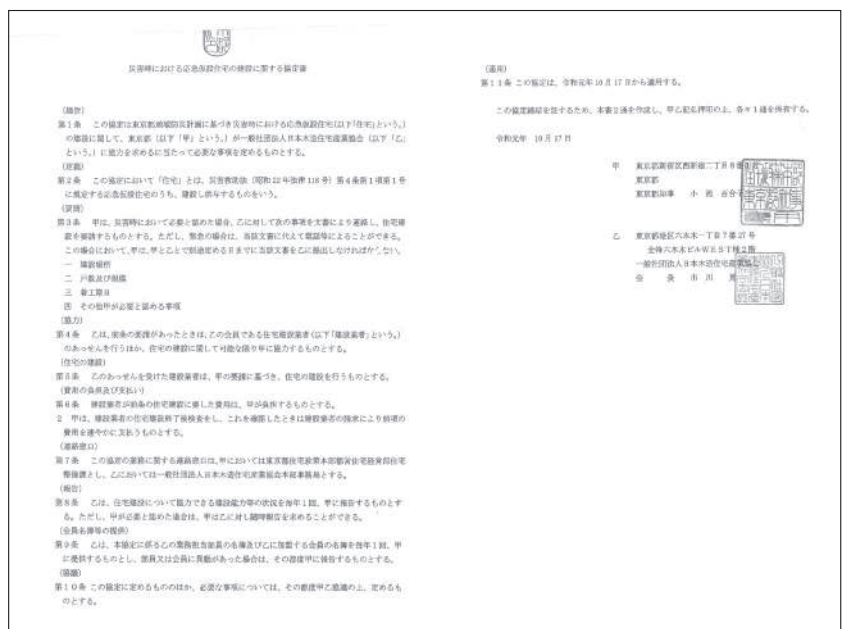 災害時における応急仮設住宅の建設に関する協定書
(趣旨)
第1条 この協定は東京都地域防災計画に基づき災害時における応急仮設住宅(以下「住宅」という。)
の建設に関して、東京都(以下「甲」という。)が一般社団法人日本木造住宅産業協会(以下「乙」
という。)に協力を求めるに当たって必要な事項を定めるものとする。
(定義)
第2条 この協定において「住宅」とは、災害救助法(昭和22年法律118号)第4条第1項第1号
に規定する応急仮設住宅のうち、建設し供与するものをいう。
(要請)
第3条 甲は、災害時において必要と認めた場合、乙に対して次の事項を文書により連絡し、住宅建
設を要請するものとする。ただし、緊急の場合は、当該文書に代えて電話等によることができる。
この場合において、甲は、甲と乙とで別途定める日までに当該文書を乙に提出しなければならない。
一 建設場所
二 戸数及び規模
三 着工期日
四 その他甲が必要と認める事項
(協力)
第4条 乙は、前条の要請があったときは、乙の会員である住宅建設業者(以下「建設業者」という。)
のあっせんを行うほか、住宅の建設に関して可能な限り甲に協力するものとする。
(住宅の建設)
第5条 乙のあっせんを受けた建設業者は、甲の要請に基づき、住宅の建設を行うものとする。
(費用の負担及び支払い)
第6条 建設業者が前条の住宅建設に要した費用は、甲が負担するものとする。
2 甲は、建設業者の住宅建設終了後検査をし、これを確認したときは建設業者の請求により前項の
費用を速やかに支払うものとする。
(連絡窓口)
第7条 この協定の業務に関する連絡窓口は、甲においては東京都住宅政策本部都営住宅経営部住宅
整備課とし、乙においては一般社団法人日本木造住宅産業協会本部事務局とする。
(報告)
第8条 乙は、住宅建設について協力できる建設能力等の状況を毎年1回、甲に報告するものとす
る。ただし、甲が必要と認めた場合は、甲は乙に対し随時報告を求めることができる。
(会員名簿等の提供)
第9条 乙は、本協定に係る乙の業務担当部員の名簿及び乙に加盟する会員の名簿を毎年1回、甲
に提供するものとし、部員又は会員に異動があった場合は、その都度甲に報告するものとする。
(協議)
第10条 この協定に定めるもののほか、必要な事項については、その都度甲乙協議の上、定めるも
のとする。
(適用)
第11条 この協定は、令和元年10月17日から適用する。
この協定締結を証するため、本書2通を作成し、甲乙記名押印の上、各々1通を保有する。
令和元年 10月17日
甲 東京都新宿区西新宿二丁目8番
東京都
東京都知事 小池 百合子
乙 東京都港区六本木一丁目7番27号
全特六本木ビルWEST棟2階
一般社団法人日本木造住宅産業協会
会長 市川